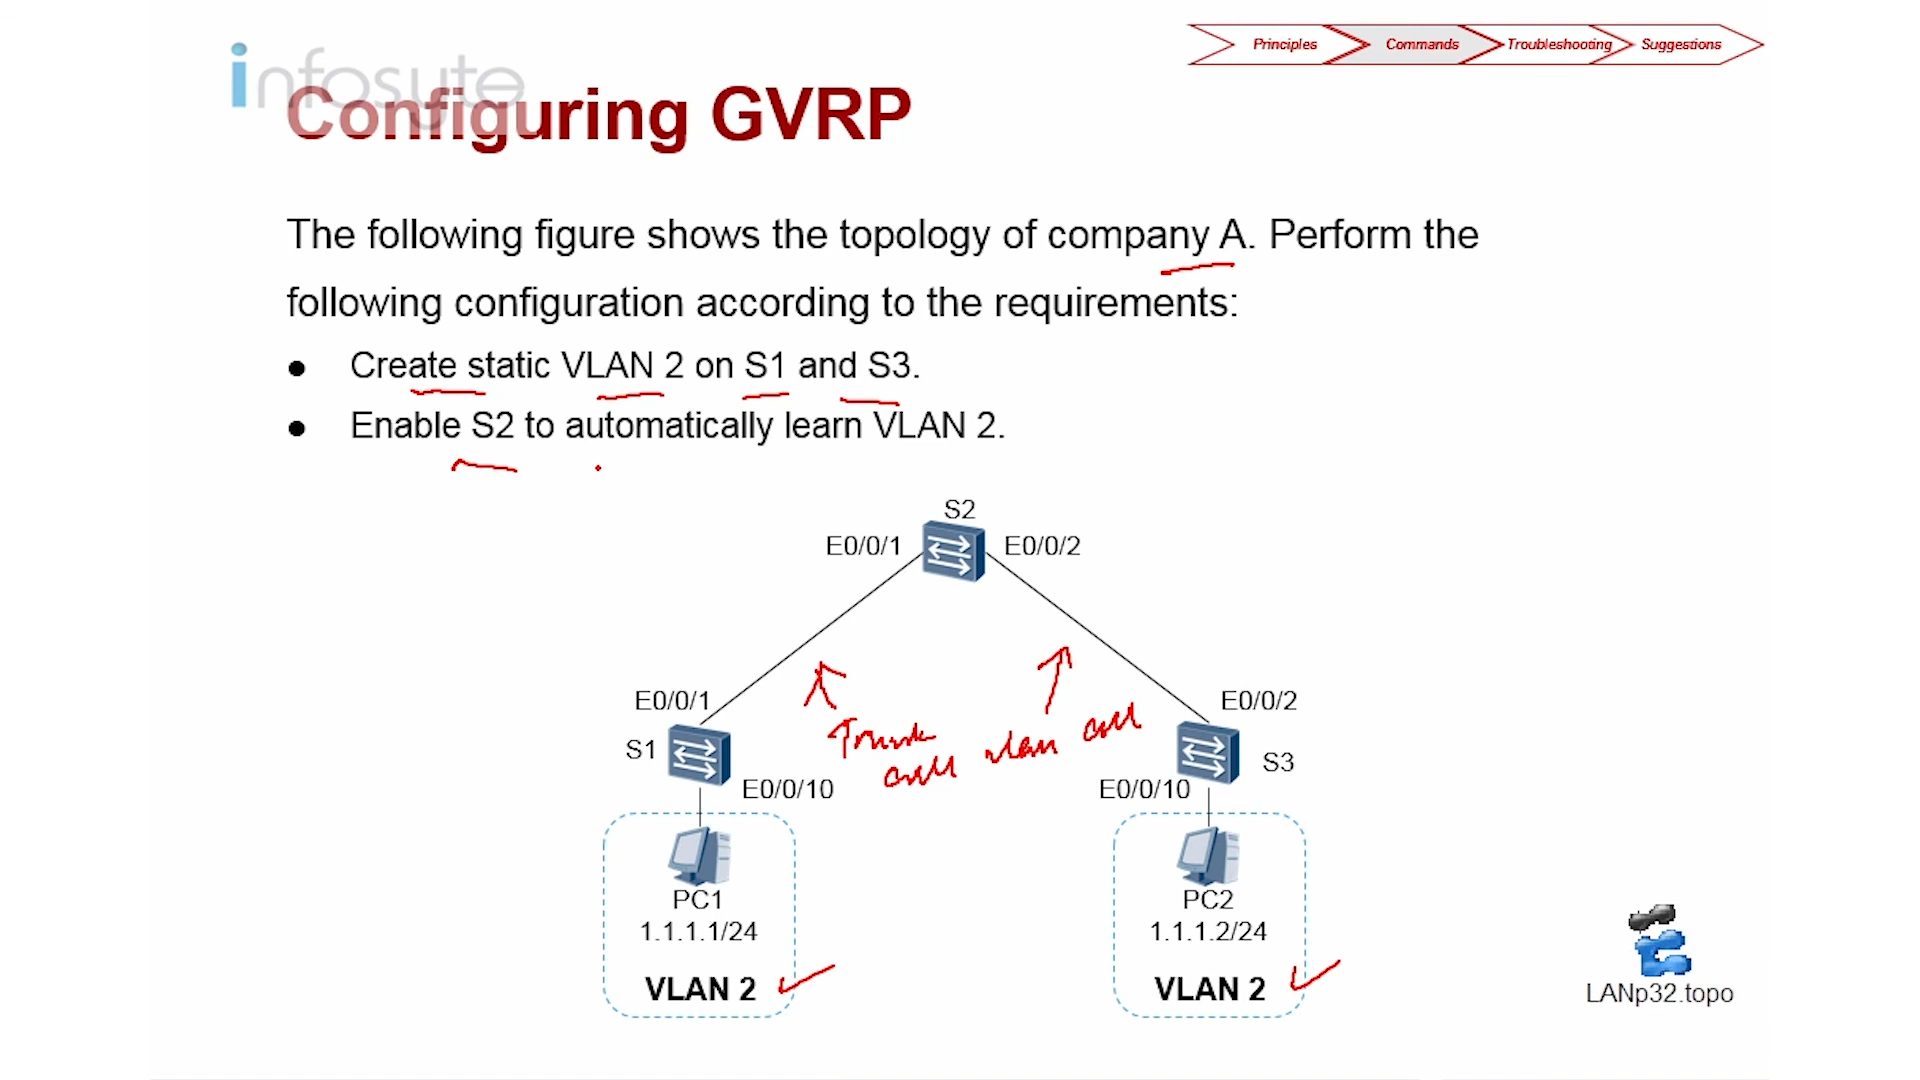 Principles Commands Troubleshooting Suggestions
infosyte
Configuring GVRP
The following figure shows the topology of company A. Perform the
following configuration according to the requirements:
● Create static VLAN 2 on S1 and S3.
● Enable S2 to automatically learn VLAN 2.
S2
E0/0/1 E0/0/2
E0/0/1 E0/0/2
Trunk
all vlan all
S1 S3
E0/0/10 E0/0/10
PC1 PC2
1.1.1.1/24 1.1.1.2/24
VLAN 2 VLAN 2
LANp32.topo